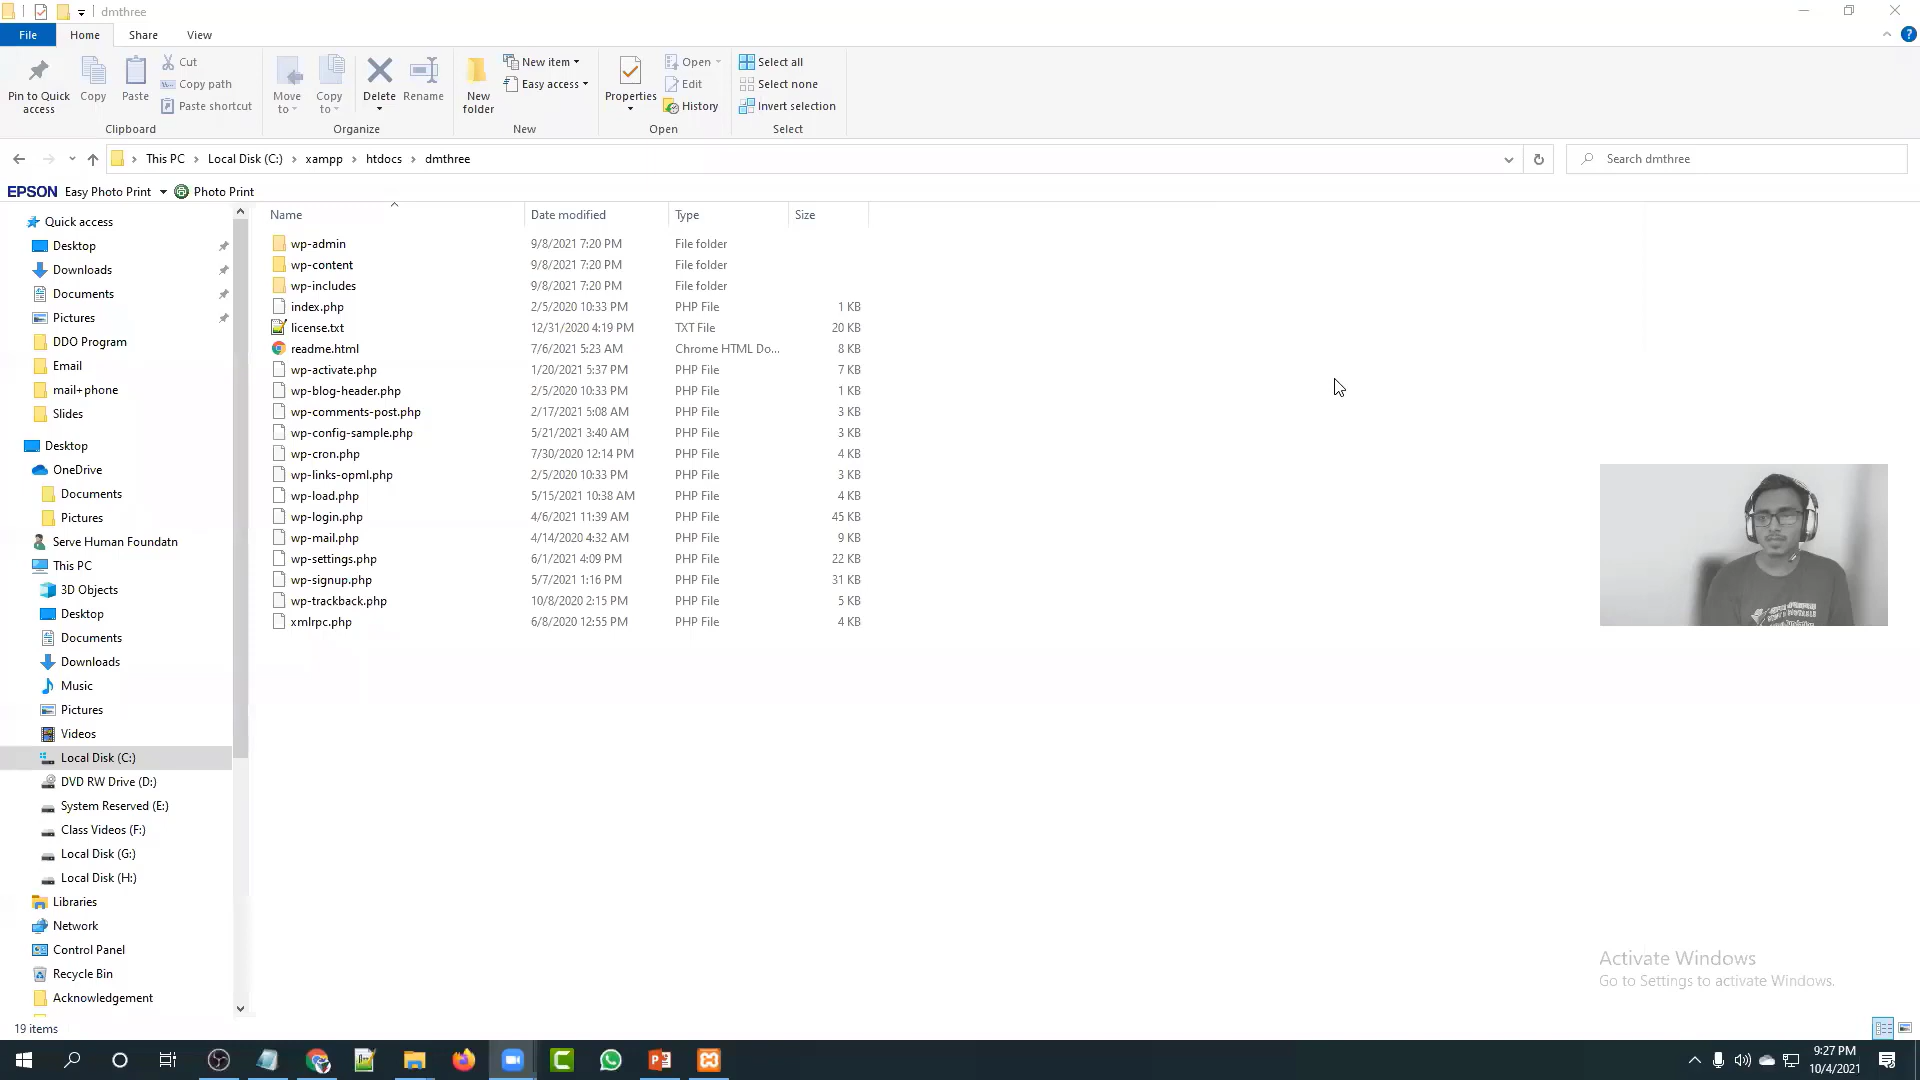 dmthree
File Home Share View
Pin to Quick access
Copy
Paste
Cut
Copy path
Paste shortcut
Clipboard
Move to
Copy to
Delete
Rename
Organize
New folder
New item
Easy access
New
Properties
Open
Edit
History
Open
Select all
Select none
Invert selection
Select
This PC > Local Disk (C:) > xampp > htdocs > dmthree
Search dmthree
EPSON Easy Photo Print Photo Print
Quick access
Desktop
Downloads
Documents
Pictures
DDO Program
Email
mail+phone
Slides
Desktop
OneDrive
Documents
Pictures
Serve Human Foundatn
This PC
3D Objects
Desktop
Documents
Downloads
Music
Pictures
Videos
Local Disk (C:)
DVD RW Drive (D:)
System Reserved (E:)
Class Videos (F:)
Local Disk (G:)
Local Disk (H:)
Libraries
Network
Control Panel
Recycle Bin
Acknowledgement
Name Date modified Type Size
wp-admin 9/8/2021 7:20 PM File folder
wp-content 9/8/2021 7:20 PM File folder
wp-includes 9/8/2021 7:20 PM File folder
index.php 2/5/2020 10:33 PM PHP File 1 KB
license.txt 12/31/2020 4:19 PM TXT File 20 KB
readme.html 7/6/2021 5:23 AM Chrome HTML Do... 8 KB
wp-activate.php 1/20/2021 5:37 PM PHP File 7 KB
wp-blog-header.php 2/5/2020 10:33 PM PHP File 1 KB
wp-comments-post.php 2/17/2021 5:08 AM PHP File 3 KB
wp-config-sample.php 5/21/2021 3:40 AM PHP File 3 KB
wp-cron.php 7/30/2020 12:14 PM PHP File 4 KB
wp-links-opml.php 2/5/2020 10:33 PM PHP File 3 KB
wp-load.php 5/15/2021 10:38 AM PHP File 4 KB
wp-login.php 4/6/2021 11:39 AM PHP File 45 KB
wp-mail.php 4/14/2020 4:32 AM PHP File 9 KB
wp-settings.php 6/1/2021 4:09 PM PHP File 22 KB
wp-signup.php 5/7/2021 1:16 PM PHP File 31 KB
wp-trackback.php 10/8/2020 2:15 PM PHP File 5 KB
xmlrpc.php 6/8/2020 12:55 PM PHP File 4 KB
Activate Windows
Go to Settings to activate Windows.
19 items
9:27 PM
10/4/2021